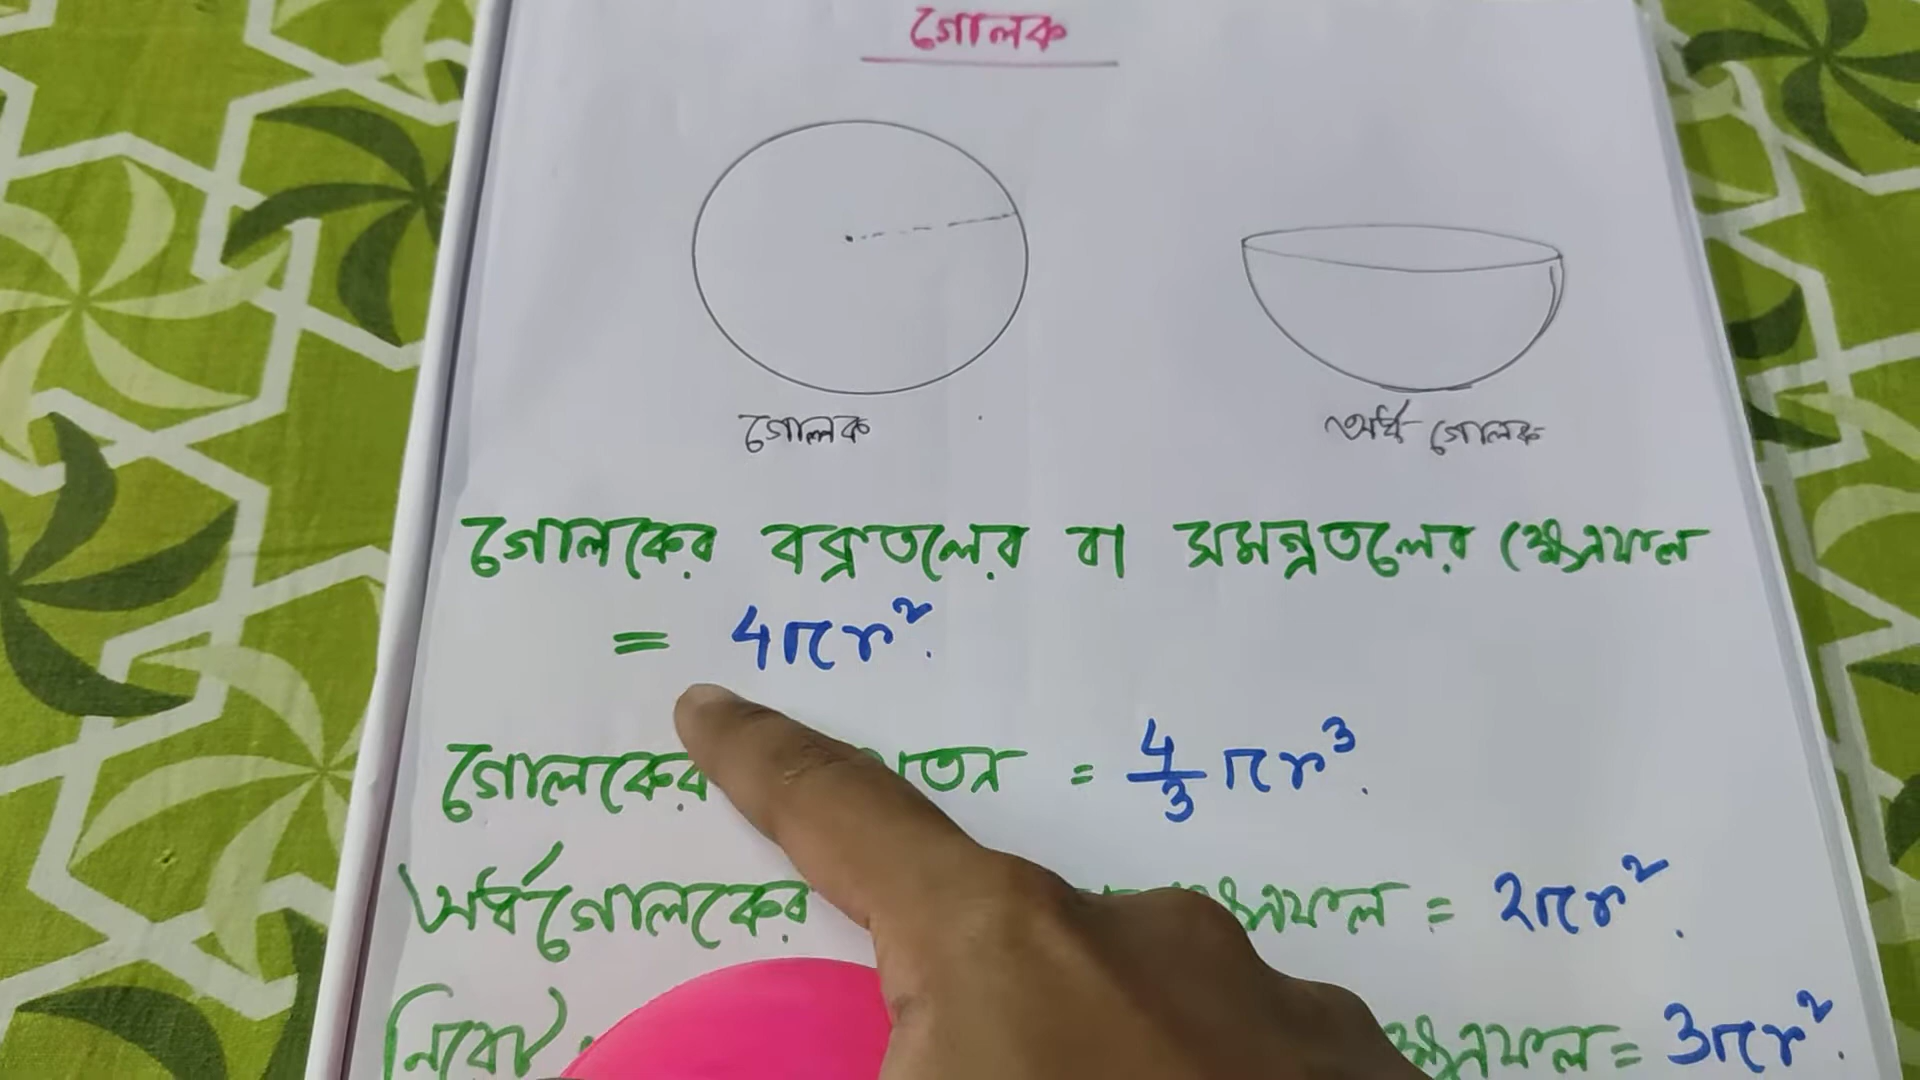 গোলক
গোলক
অর্ধ গোলক
গোলকের বক্রতলের বা সমগ্রতলের ক্ষেত্রফল
= 4πr².
গোলকের = 4/3 πr³.
অর্ধগোলকের ক্ষেত্রফল = 2πr².
ক্ষেত্রফল = 3πr².